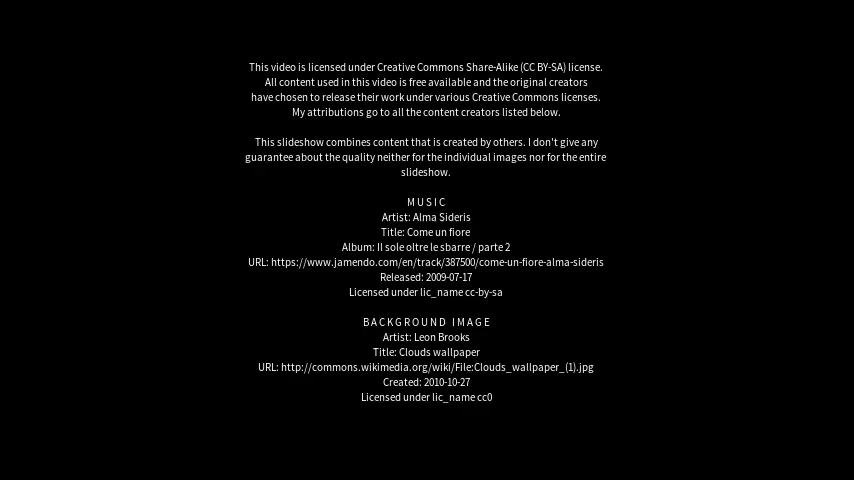 This video is licensed under Creative Commons Share-Alike (CC BY-SA) license.
All content used in this video is free available and the original creators
have chosen to release their work under various Creative Commons licenses.
My attributions go to all the content creators listed below.
This slideshow combines content that is created by others. I don't give any
guarantee about the quality neither for the individual images nor for the entire
slideshow.
MUSIC
Artist: Alma Sideris
Title: Come un fiore
Album: Il sole oltre le sbarre / parte 2
URL: https://www.jamendo.com/en/track/387500/come-un-fiore-alma-sideris
Released: 2009-07-17
Licensed under lic_name cc-by-sa
BACKGROUND IMAGE
Artist: Leon Brooks
Title: Clouds wallpaper
URL: http://commons.wikimedia.org/wiki/File:Clouds_wallpaper_(1).jpg
Created: 2010-10-27
Licensed under lic_name cc0